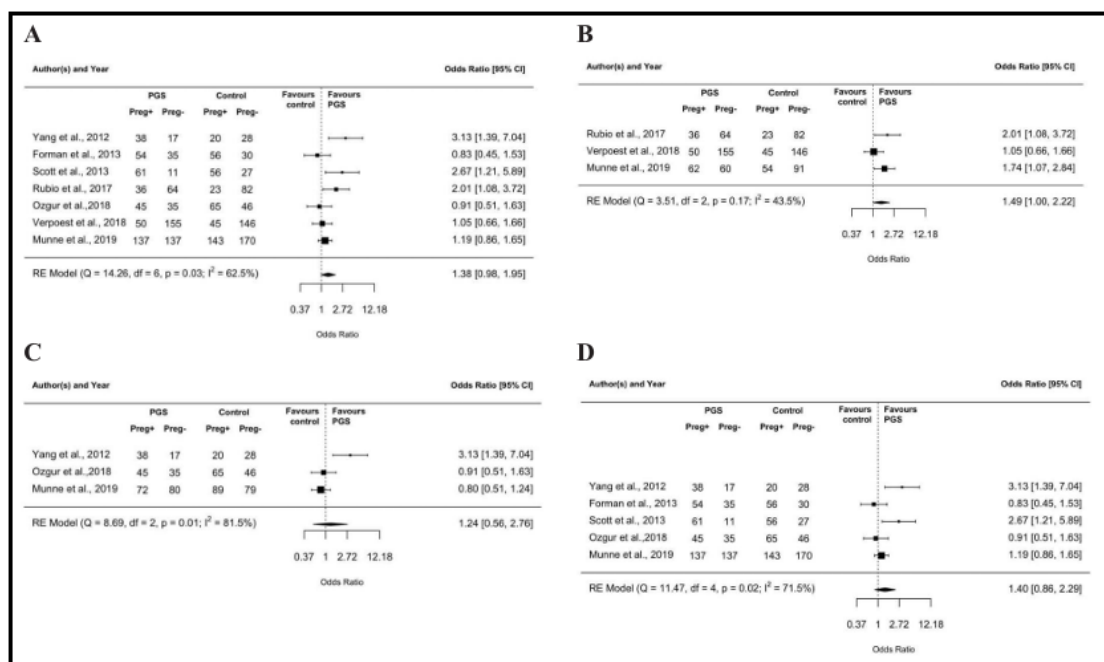 A
Author(s) and Year Odds Ratio [95% CI]
PGS Control Favours control Favours PGS
Preg+ Preg- Preg+ Preg-
Yang et al., 2012 38 17 20 28 3.13 [1.39, 7.04]
Forman et al., 2013 54 35 56 30 0.83 [0.45, 1.53]
Scott et al., 2013 61 11 56 27 2.67 [1.21, 5.89]
Rubio et al., 2017 36 64 23 82 2.01 [1.08, 3.72]
Ozgur et al.,2018 45 35 65 46 0.91 [0.51, 1.63]
Verpoest et al., 2018 50 155 45 146 1.05 [0.66, 1.66]
Munne et al., 2019 137 137 143 170 1.19 [0.86, 1.65]
RE Model (Q = 14.26, df = 6, p = 0.03; I² = 62.5%) 1.38 [0.98, 1.95]
0.37 1 2.72 12.18
Odds Ratio
B
Author(s) and Year Odds Ratio [95% CI]
PGS Control Favours control Favours PGS
Preg+ Preg- Preg+ Preg-
Rubio et al., 2017 36 64 23 82 2.01 [1.08, 3.72]
Verpoest et al., 2018 50 155 45 146 1.05 [0.66, 1.66]
Munne et al., 2019 62 60 54 91 1.74 [1.07, 2.84]
RE Model (Q = 3.51, df = 2, p = 0.17; I² = 43.5%) 1.49 [1.00, 2.22]
0.37 1 2.72 12.18
Odds Ratio
C
Author(s) and Year Odds Ratio [95% CI]
PGS Control Favours control Favours PGS
Preg+ Preg- Preg+ Preg-
Yang et al., 2012 38 17 20 28 3.13 [1.39, 7.04]
Ozgur et al.,2018 45 35 65 46 0.91 [0.51, 1.63]
Munne et al., 2019 72 80 89 79 0.80 [0.51, 1.24]
RE Model (Q = 8.69, df = 2, p = 0.01; I² = 81.5%) 1.24 [0.56, 2.76]
0.37 1 2.72 12.18
Odds Ratio
D
Author(s) and Year Odds Ratio [95% CI]
PGS Control Favours control Favours PGS
Preg+ Preg- Preg+ Preg-
Yang et al., 2012 38 17 20 28 3.13 [1.39, 7.04]
Forman et al., 2013 54 35 56 30 0.83 [0.45, 1.53]
Scott et al., 2013 61 11 56 27 2.67 [1.21, 5.89]
Ozgur et al.,2018 45 35 65 46 0.91 [0.51, 1.63]
Munne et al., 2019 137 137 143 170 1.19 [0.86, 1.65]
RE Model (Q = 11.47, df = 4, p = 0.02; I² = 71.5%) 1.40 [0.86, 2.29]
0.37 1 2.72 12.18
Odds Ratio